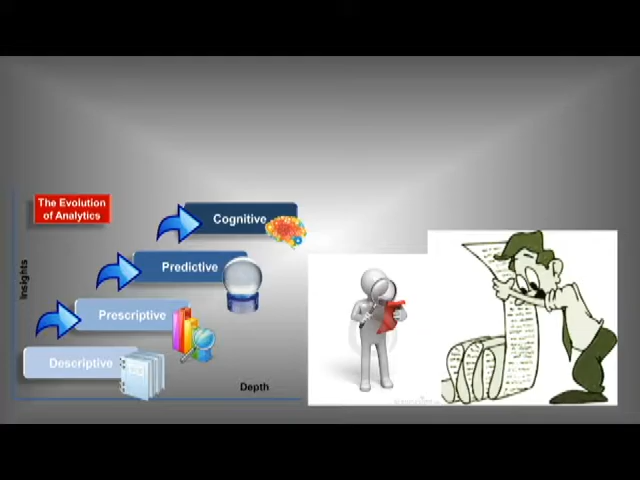 The Evolution
of Analytics
Cognitive
Predictive
Prescriptive
Descriptive
Insights
Depth